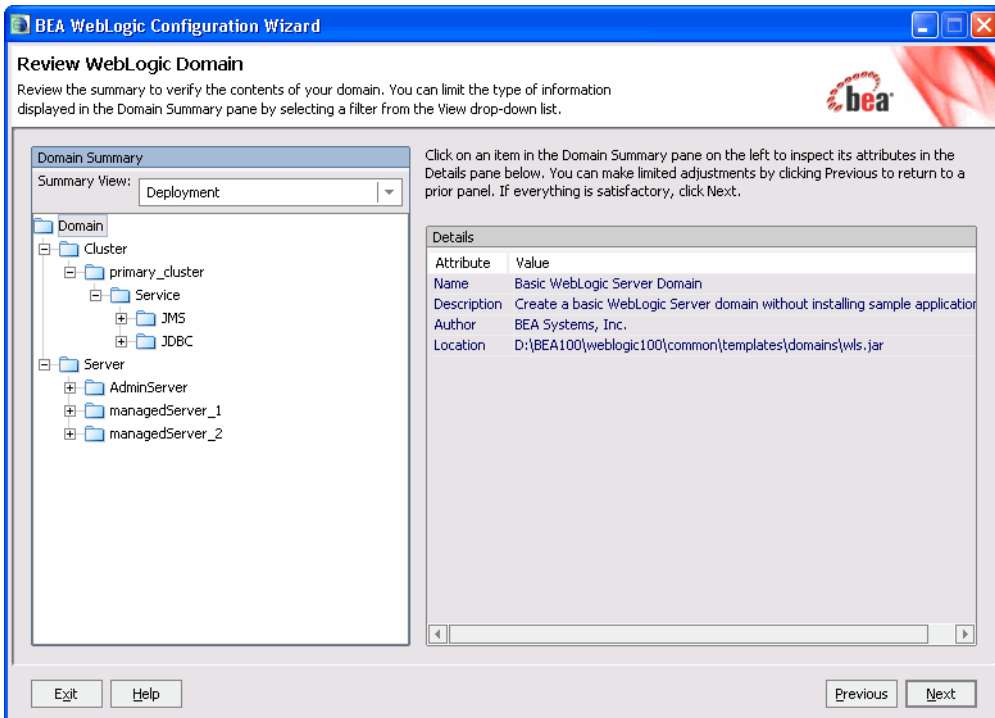 BEA WebLogic Configuration Wizard
Review WebLogic Domain
Review the summary to verify the contents of your domain. You can limit the type of information
displayed in the Domain Summary pane by selecting a filter from the View drop-down list.
bea
Domain Summary
Summary View: Deployment
Domain
Cluster
primary_cluster
Service
JMS
JDBC
Server
AdminServer
managedServer_1
managedServer_2
Click on an item in the Domain Summary pane on the left to inspect its attributes in the
Details pane below. You can make limited adjustments by clicking Previous to return to a
prior panel. If everything is satisfactory, click Next.
Details
Attribute Value
Name Basic WebLogic Server Domain
Description Create a basic WebLogic Server domain without installing sample application
Author BEA Systems, Inc.
Location D:\BEA100\weblogic100\common\templates\domains\wls.jar
Exit Help Previous Next